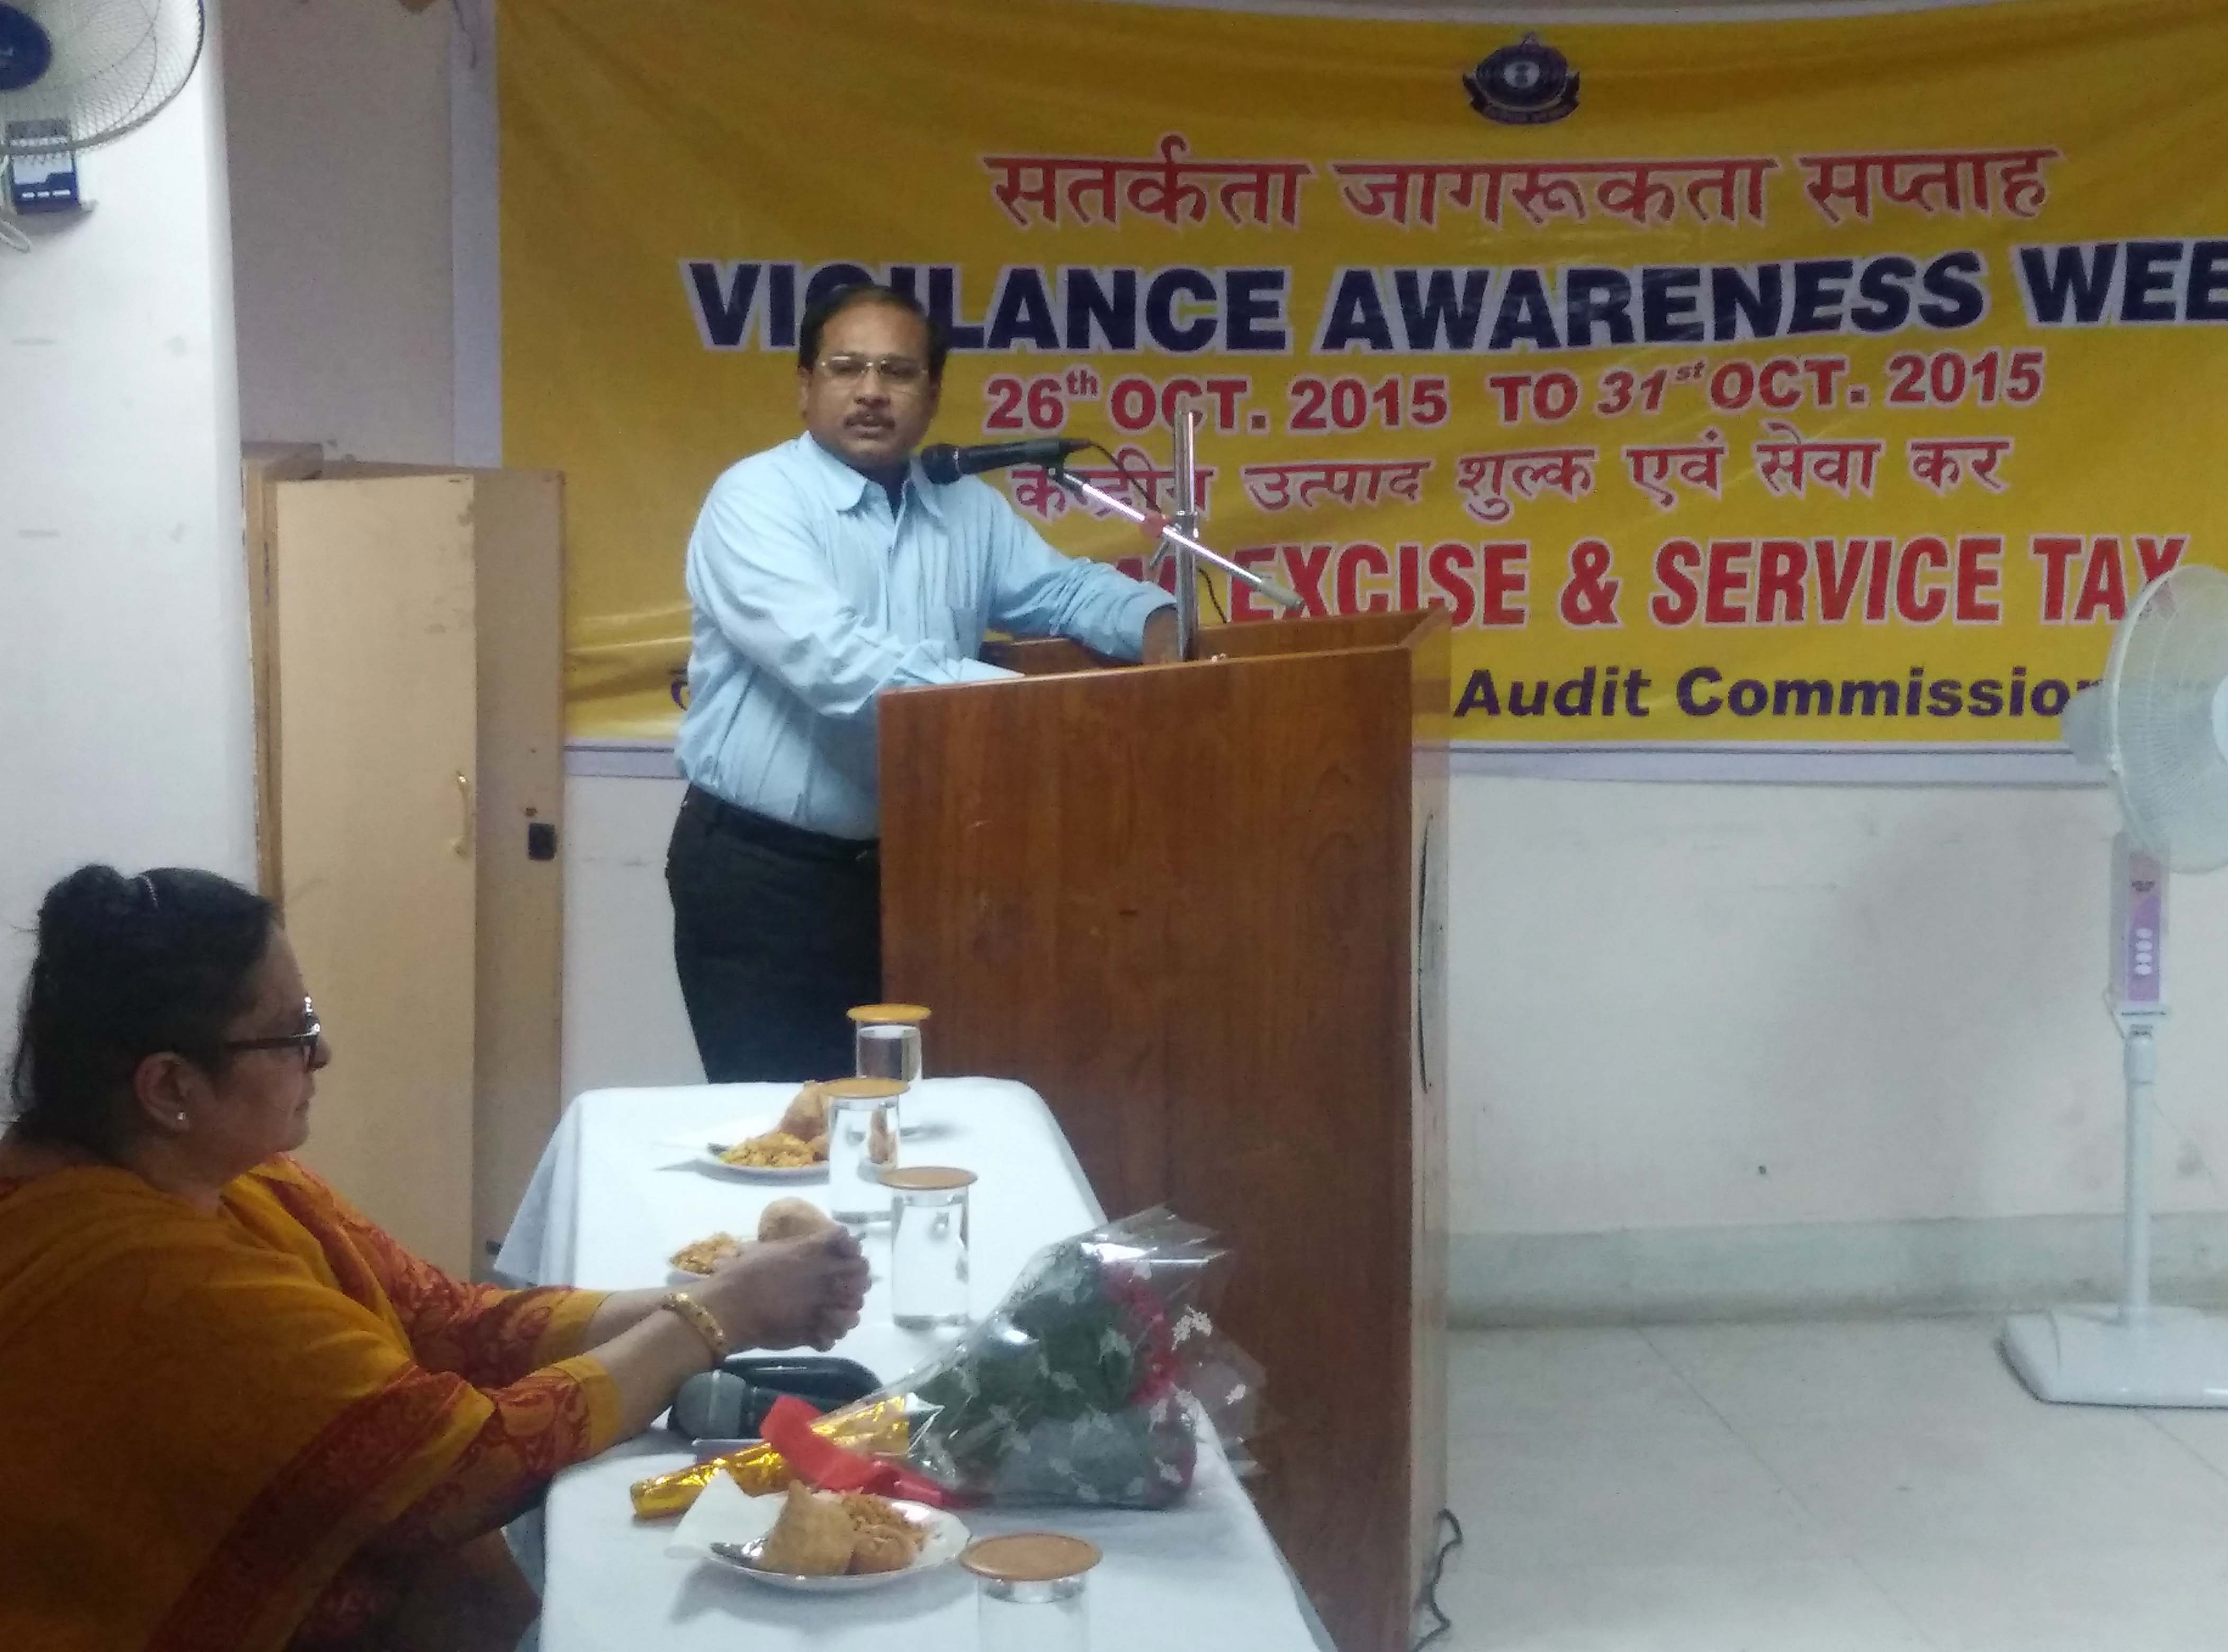 सतर्कता जागरूकता सप्ताह
VIGILANCE AWARENESS WEE
26th OCT. 2015 TO 31st OCT. 2015
केन्द्रीय उत्पाद शुल्क एवं सेवा कर
EXCISE & SERVICE TAX
Audit Commission